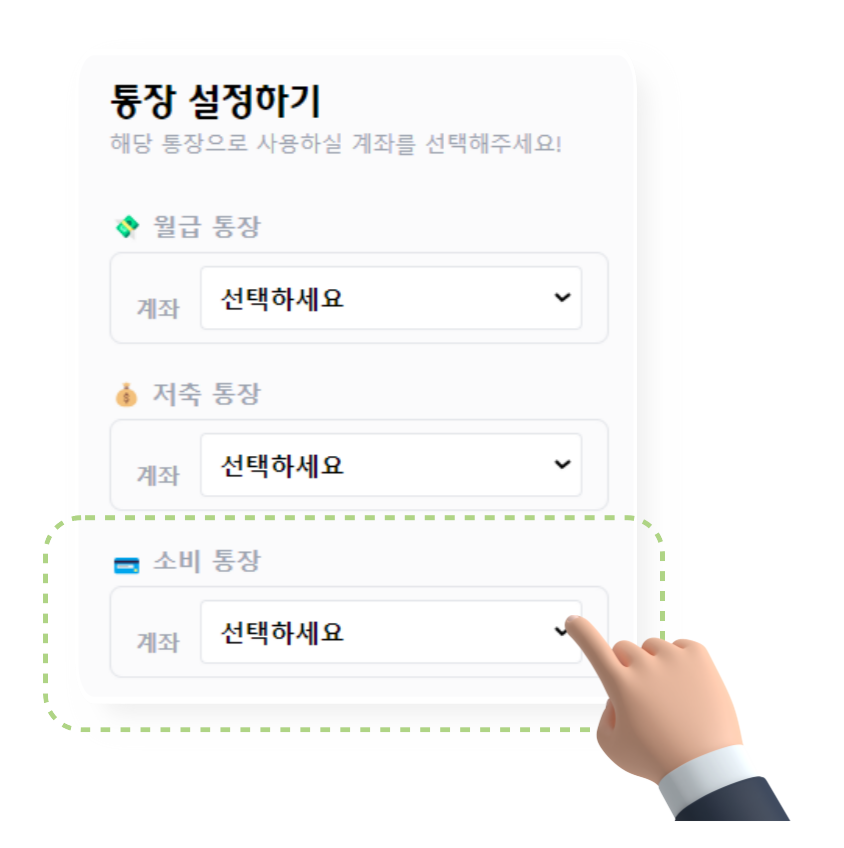 통장 설정하기
해당 통장으로 사용하실 계좌를 선택해주세요!
월급 통장
계좌 선택하세요
저축 통장
계좌 선택하세요
소비 통장
계좌 선택하세요